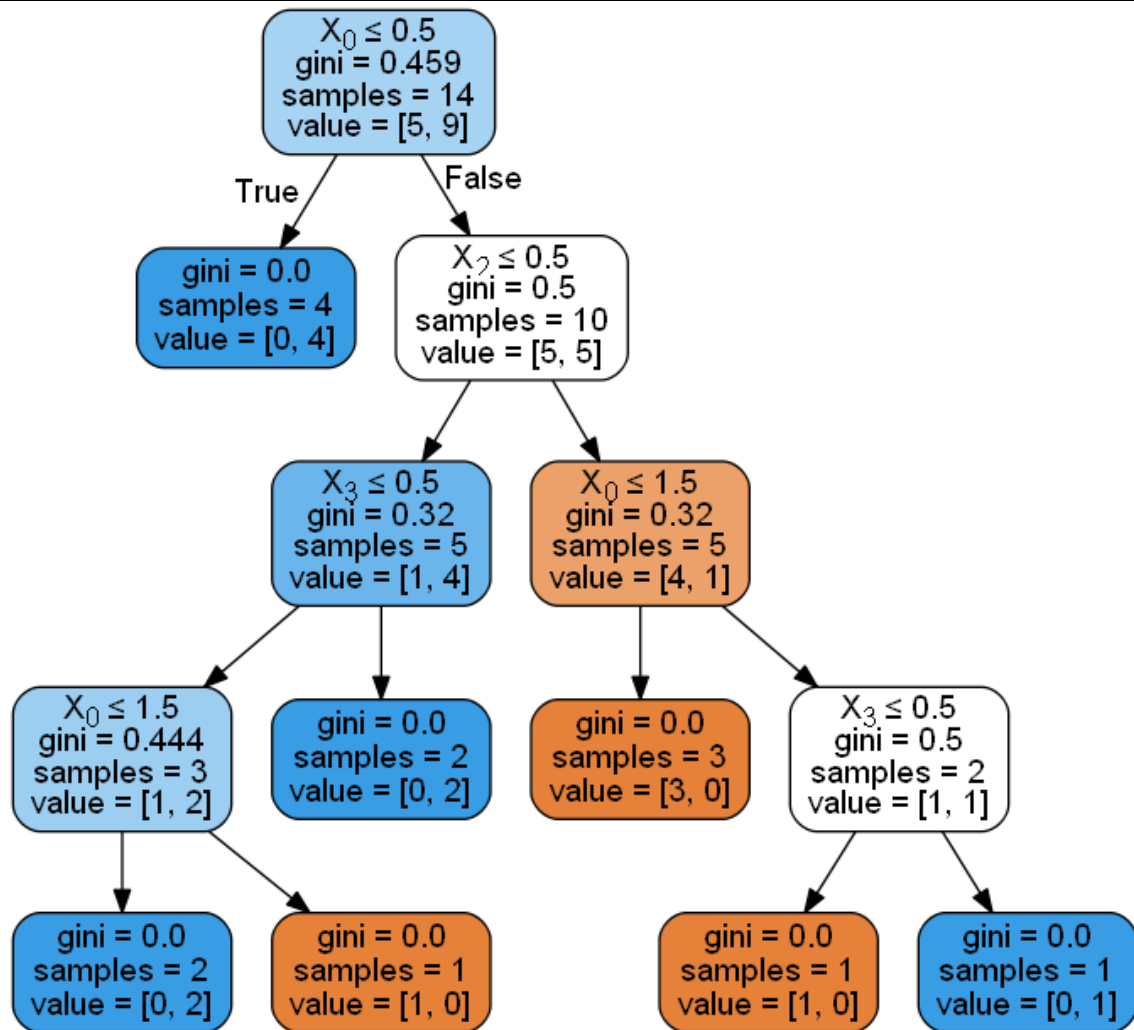 X₀ ≤ 0.5
gini = 0.459
samples = 14
value = [5, 9]
True
False
gini = 0.0
samples = 4
value = [0, 4]
X₂ ≤ 0.5
gini = 0.5
samples = 10
value = [5, 5]
X₃ ≤ 0.5
gini = 0.32
samples = 5
value = [1, 4]
X₀ ≤ 1.5
gini = 0.32
samples = 5
value = [4, 1]
X₀ ≤ 1.5
gini = 0.444
samples = 3
value = [1, 2]
gini = 0.0
samples = 2
value = [0, 2]
gini = 0.0
samples = 3
value = [3, 0]
X₃ ≤ 0.5
gini = 0.5
samples = 2
value = [1, 1]
gini = 0.0
samples = 2
value = [0, 2]
gini = 0.0
samples = 1
value = [1, 0]
gini = 0.0
samples = 1
value = [1, 0]
gini = 0.0
samples = 1
value = [0, 1]